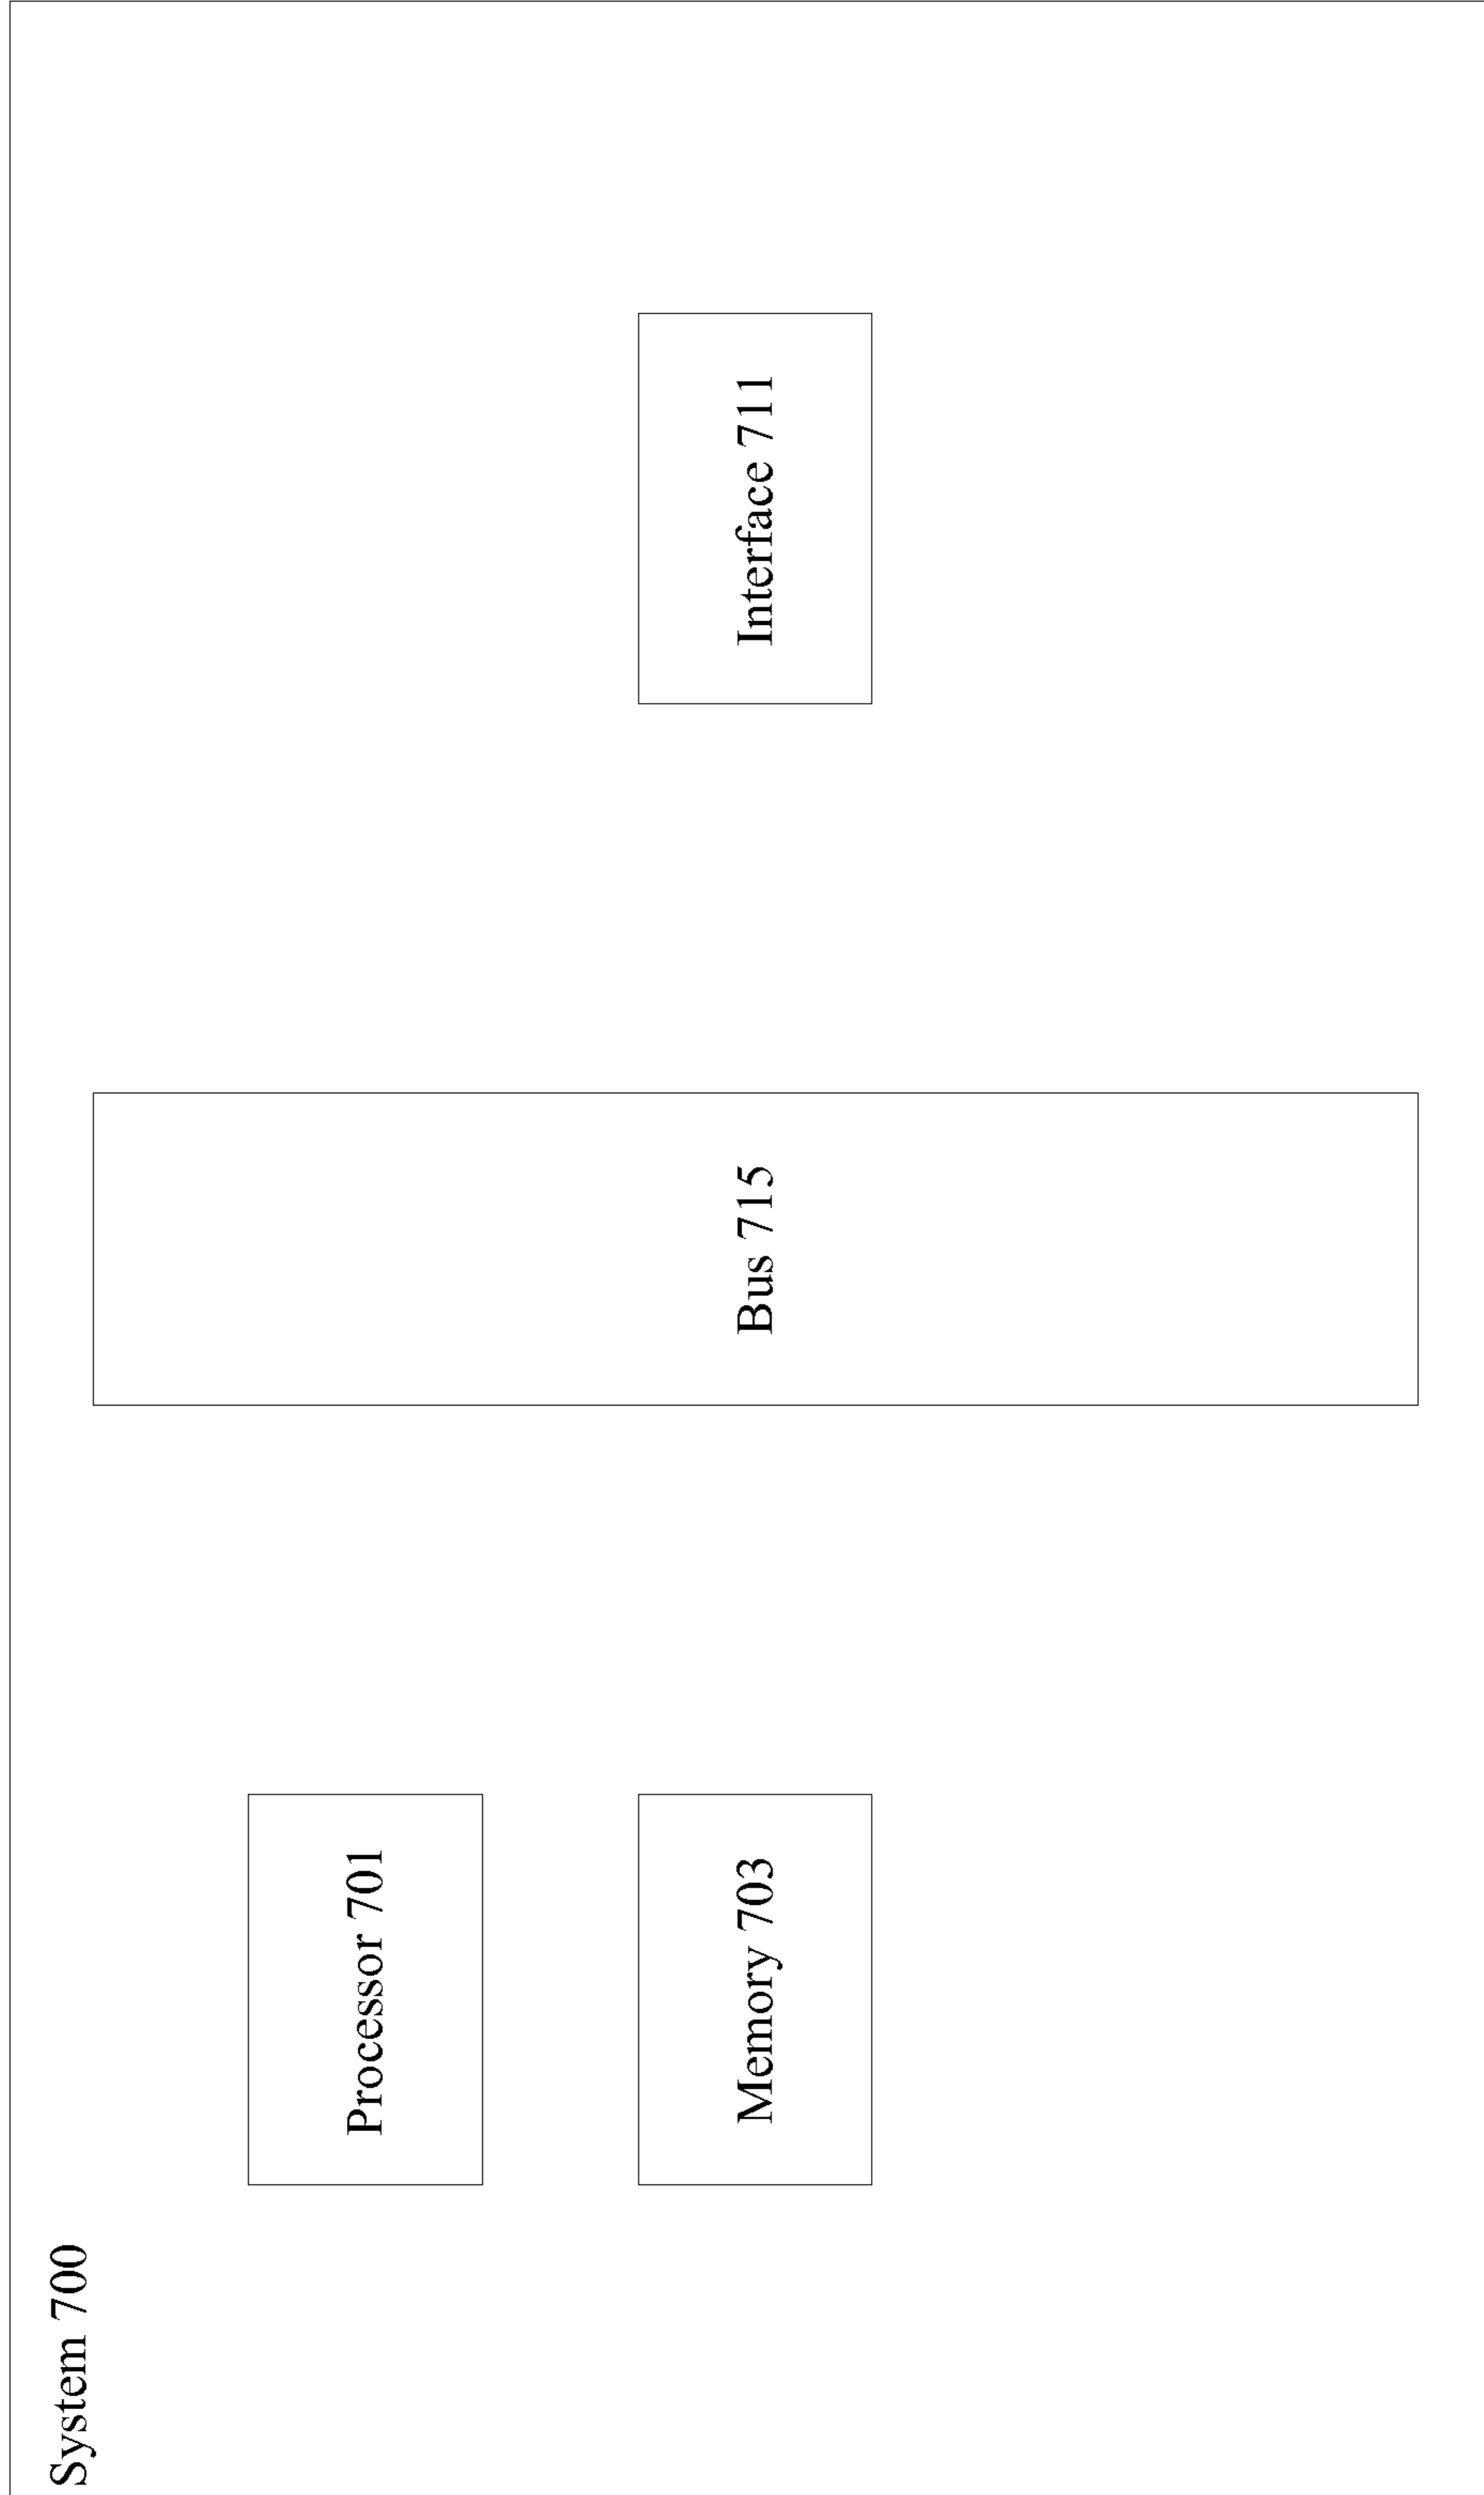 System 700
Processor 701
Memory 703
Bus 715
Interface 711